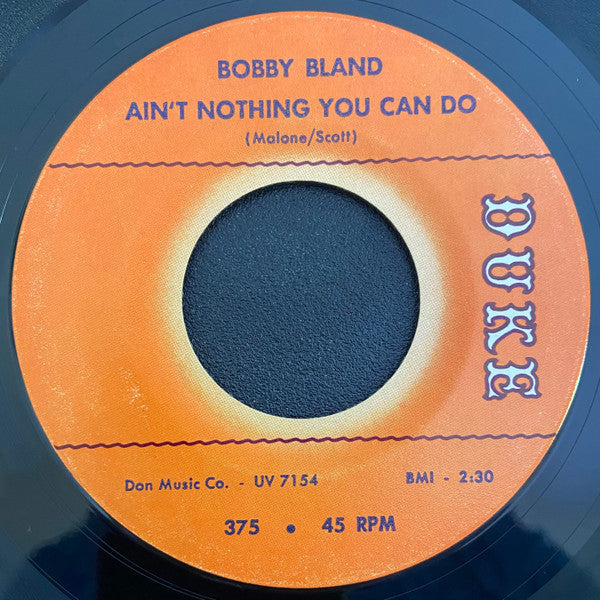 BOBBY BLAND
AIN'T NOTHING YOU CAN DO
(Malone/Scott)
DUKE
Don Music Co. - UV 7154
BMI - 2:30
375 • 45 RPM